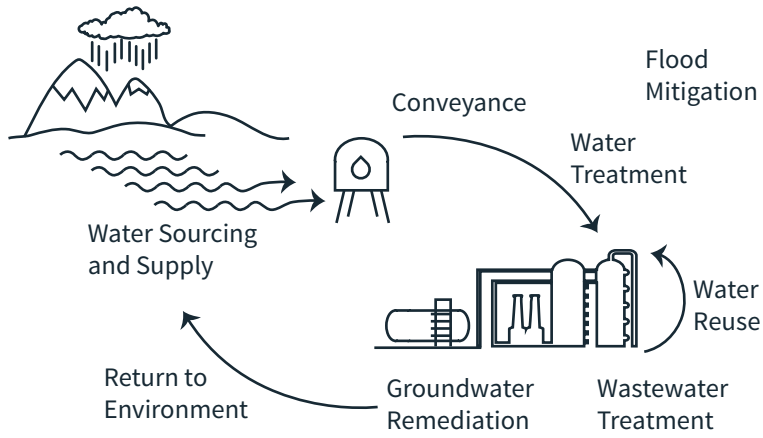 Flood
Mitigation
Conveyance
Water
Treatment
Water Sourcing
and Supply
Water
Reuse
Return to
Environment
Groundwater
Remediation
Wastewater
Treatment